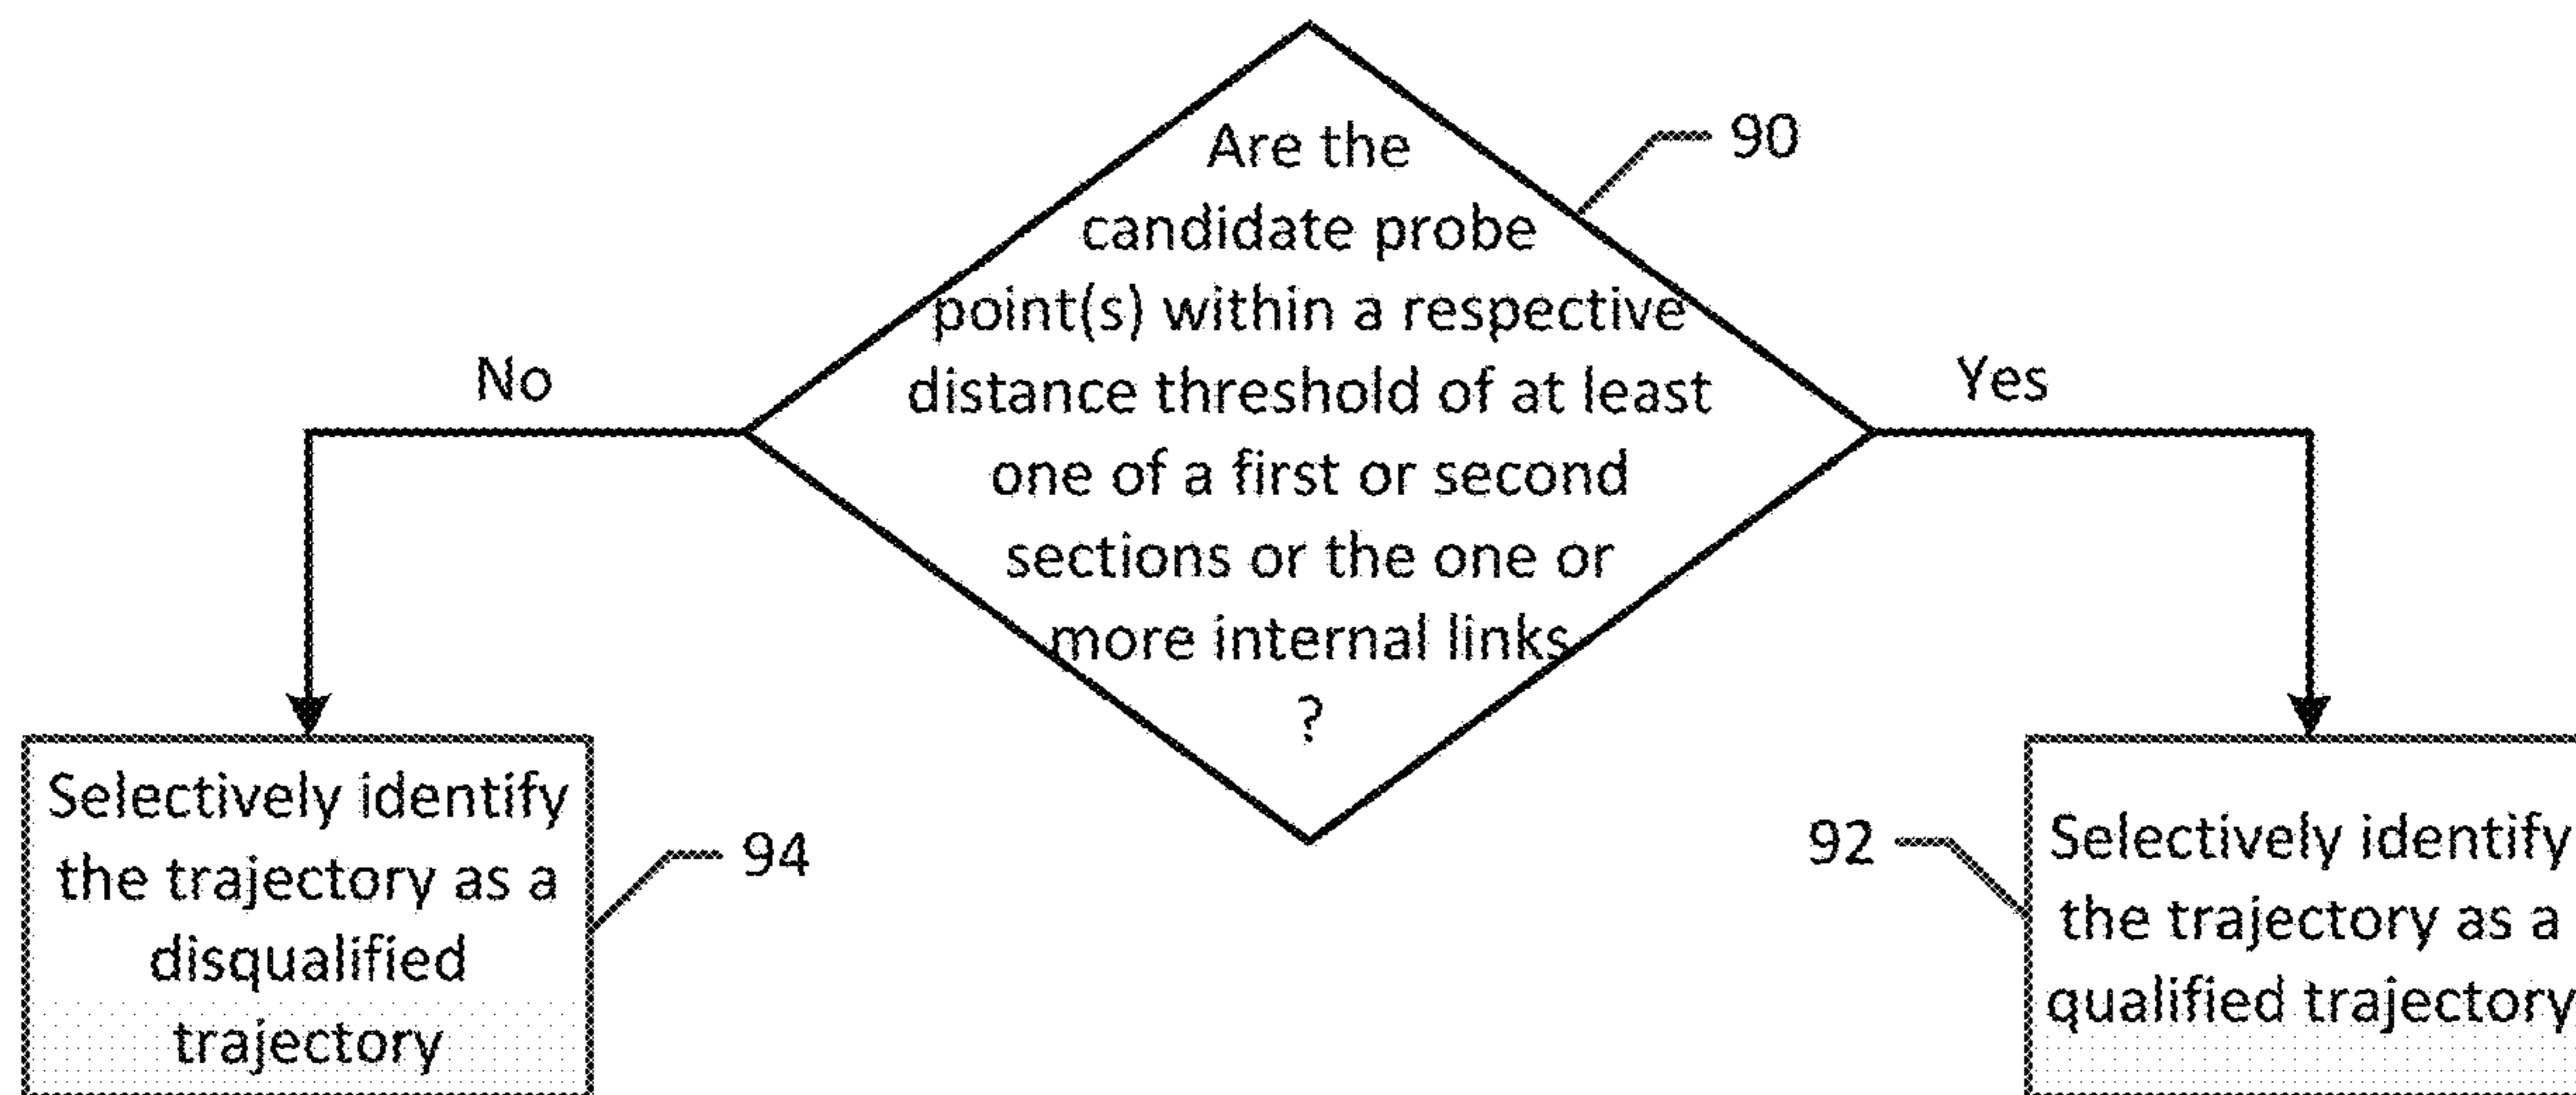 Are the
candidate probe
point(s) within a respective
distance threshold of at least
one of a first or second
sections or the one or
more internal links
?
90
No
Yes
Selectively identify
the trajectory as a
disqualified
trajectory
94
92
Selectively identify
the trajectory as a
qualified trajectory